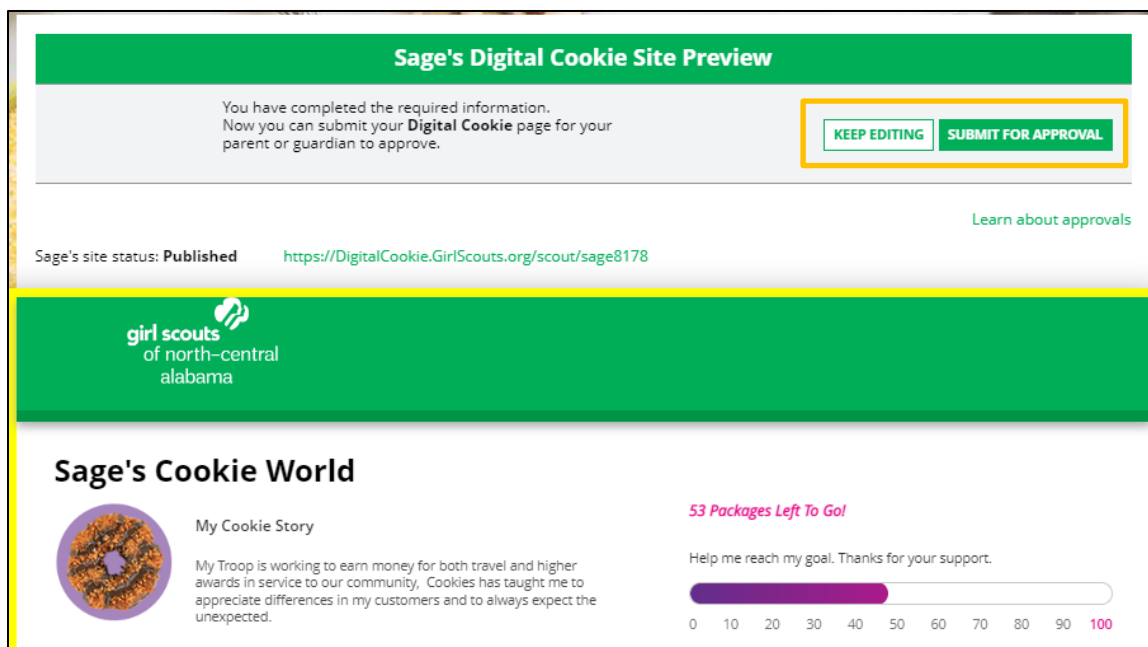 Sage's Digital Cookie Site Preview
You have completed the required information.
Now you can submit your Digital Cookie page for your
parent or guardian to approve.
KEEP EDITING
SUBMIT FOR APPROVAL
Learn about approvals
Sage's site status: Published
https://DigitalCookie.GirlScouts.org/scout/sage8178
girl scouts
of north-central
alabama
Sage's Cookie World
My Cookie Story
My Troop is working to earn money for both travel and higher
awards in service to our community, Cookies has taught me to
appreciate differences in my customers and to always expect the
unexpected.
53 Packages Left To Go!
Help me reach my goal. Thanks for your support.
0 10 20 30 40 50 60 70 80 90 100